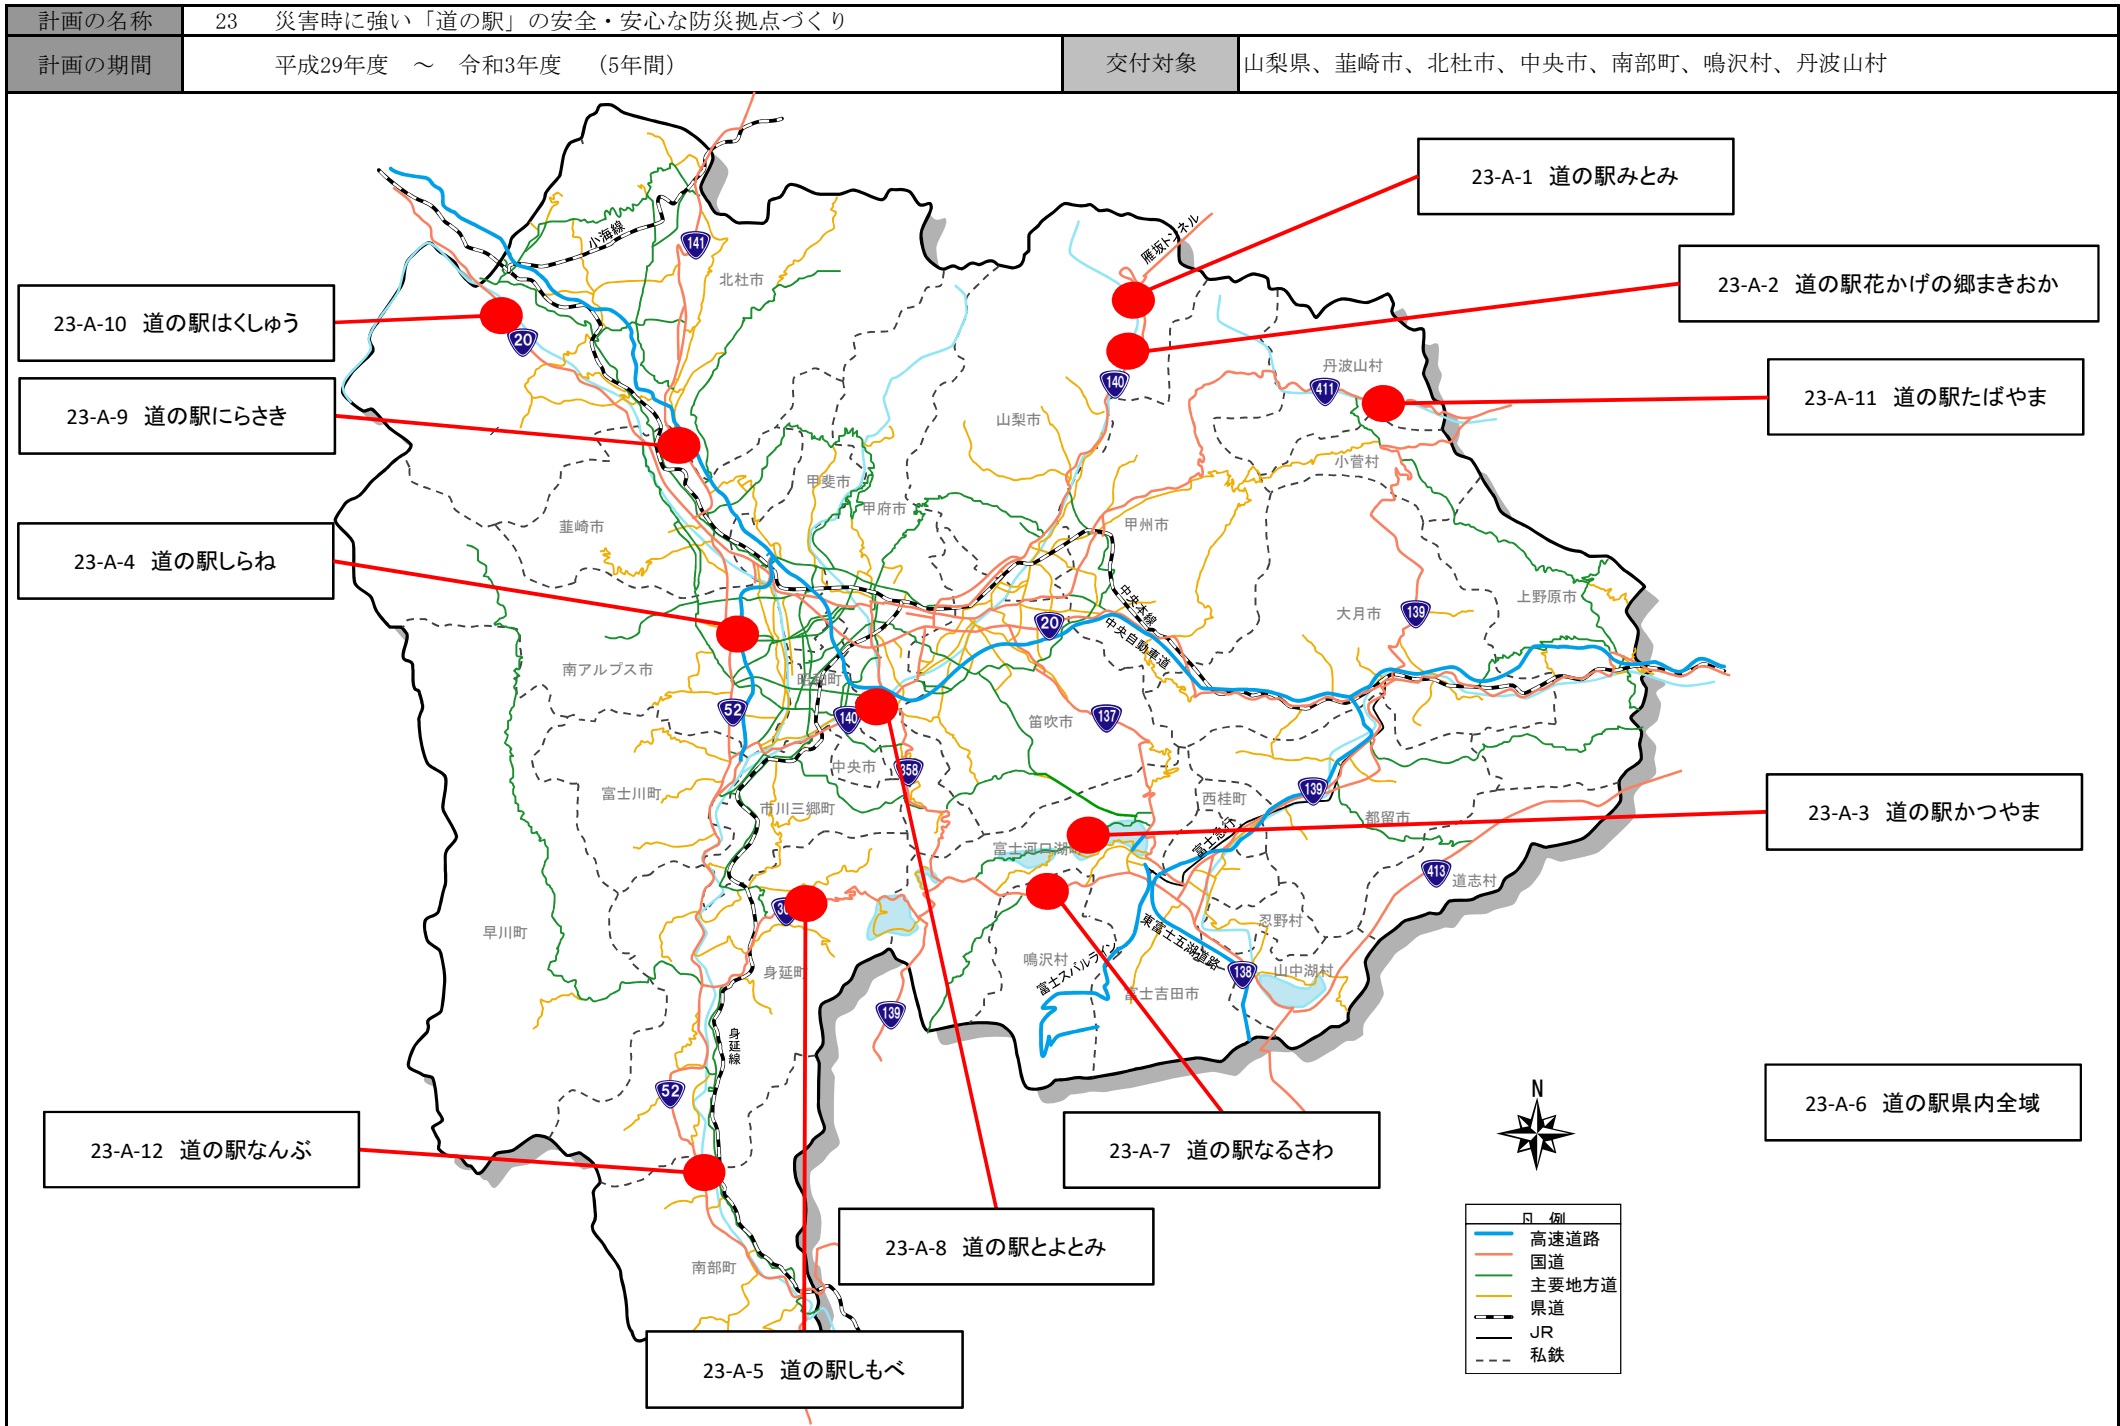 計画の名称 23 災害時に強い「道の駅」の安全・安心な防災拠点づくり
計画の期間 平成29年度 ～ 令和3年度 （5年間） 交付対象 山梨県、韮崎市、北杜市、中央市、南部町、鳴沢村、丹波山村
23-A-1 道の駅みとみ
23-A-2 道の駅花かげの郷まきおか
23-A-11 道の駅たばやま
23-A-10 道の駅はくしゅう
23-A-9 道の駅にらさき
23-A-4 道の駅しらね
23-A-3 道の駅かつやま
23-A-6 道の駅県内全域
23-A-7 道の駅なるさわ
23-A-12 道の駅なんぶ
23-A-8 道の駅とよとみ
23-A-5 道の駅しもべ
小海線
141
北杜市
雁坂トンネル
20
140
丹波山村
411
山梨市
小菅村
甲斐市
甲府市
韮崎市
甲州市
中央本線
中央自動車道
20
大月市
139
上野原市
南アルプス市
昭和町
52
140
笛吹市
137
中央市
358
富士川町
市川三郷町
西桂町
139
都留市
富士急行
富士河口湖町
413
道志村
早川町
身延町
忍野村
鳴沢村
東富士五湖道路
富士スバルライン
138
山中湖村
富士吉田市
139
身延線
52
南部町
N
凡 例
高速道路
国道
主要地方道
県道
JR
私鉄